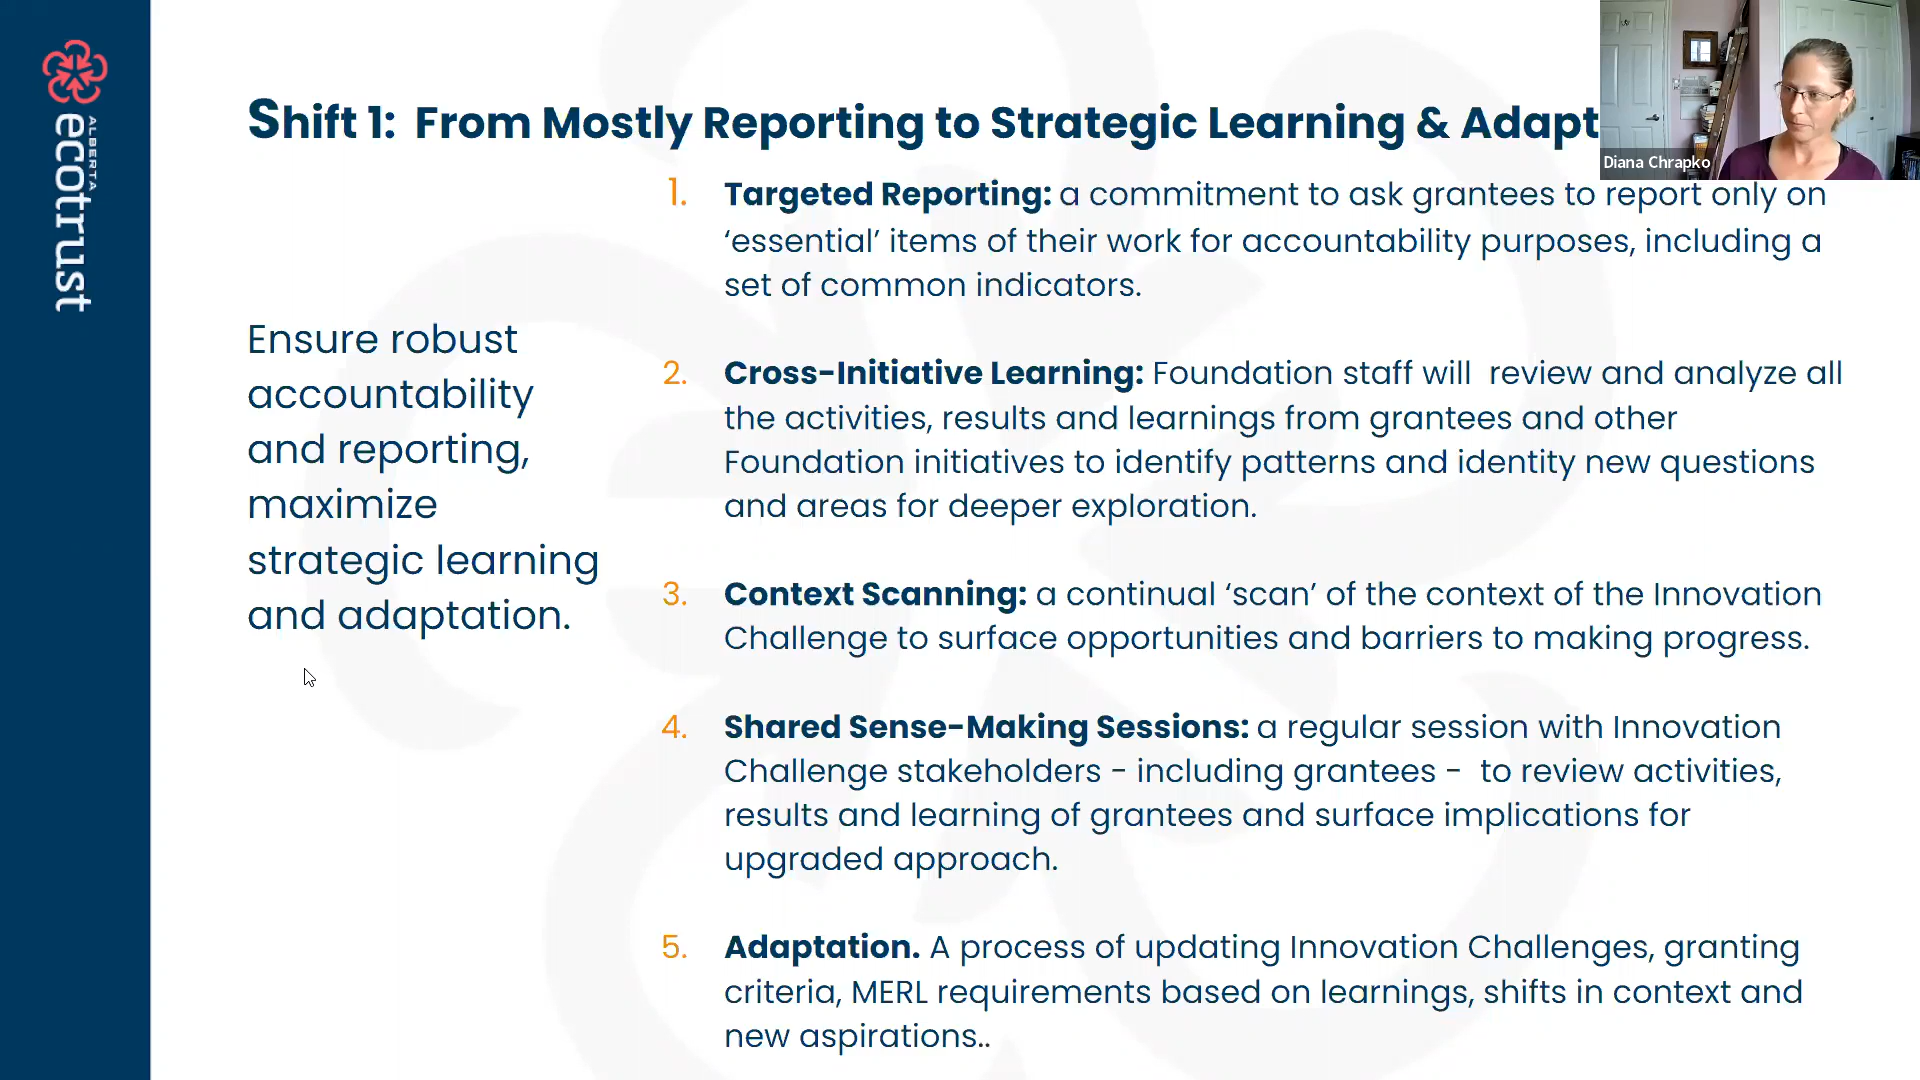 ALBERTA
ecotrust
Shift 1: From Mostly Reporting to Strategic Learning & Adapt
Diana Chrapko
Ensure robust
accountability
and reporting,
maximize
strategic learning
and adaptation.
1. Targeted Reporting: a commitment to ask grantees to report only on
‘essential’ items of their work for accountability purposes, including a
set of common indicators.
2. Cross-Initiative Learning: Foundation staff will review and analyze all
the activities, results and learnings from grantees and other
Foundation initiatives to identify patterns and identity new questions
and areas for deeper exploration.
3. Context Scanning: a continual ‘scan’ of the context of the Innovation
Challenge to surface opportunities and barriers to making progress.
4. Shared Sense-Making Sessions: a regular session with Innovation
Challenge stakeholders - including grantees - to review activities,
results and learning of grantees and surface implications for
upgraded approach.
5. Adaptation. A process of updating Innovation Challenges, granting
criteria, MERL requirements based on learnings, shifts in context and
new aspirations..